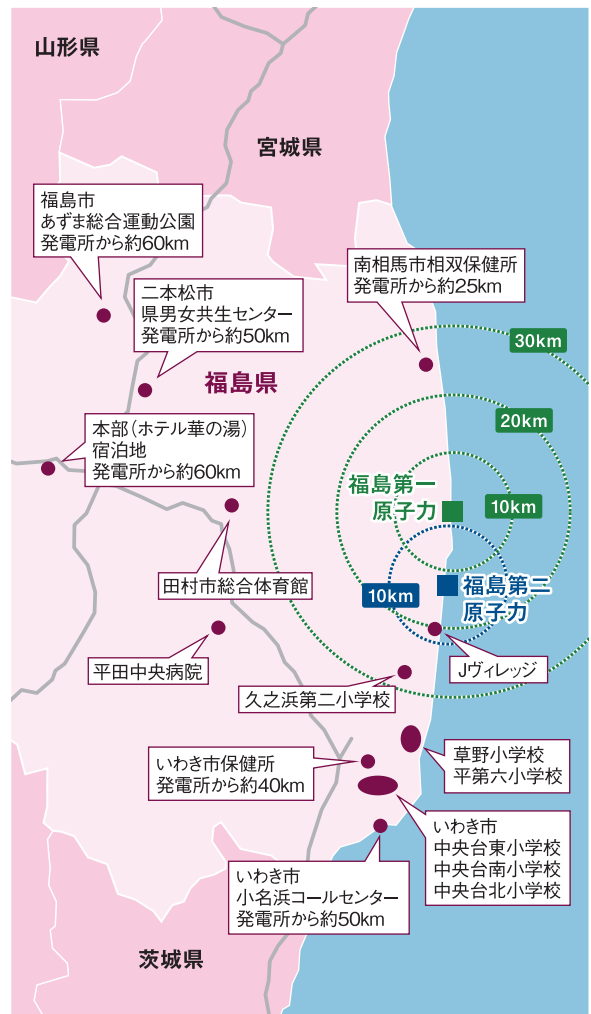 山形県
宮城県
福島市
あずま総合運動公園
発電所から約60km
南相馬市相双保健所
発電所から約25km
二本松市
県男女共生センター
発電所から約50km
30km
福島県
20km
本部（ホテル華の湯）
宿泊地
発電所から約60km
福島第一
原子力
10km
田村市総合体育館
10km
福島第二
原子力
平田中央病院
Jヴィレッジ
久之浜第二小学校
草野小学校
平第六小学校
いわき市保健所
発電所から約40km
いわき市
中央台東小学校
中央台南小学校
中央台北小学校
いわき市
小名浜コールセンター
発電所から約50km
茨城県